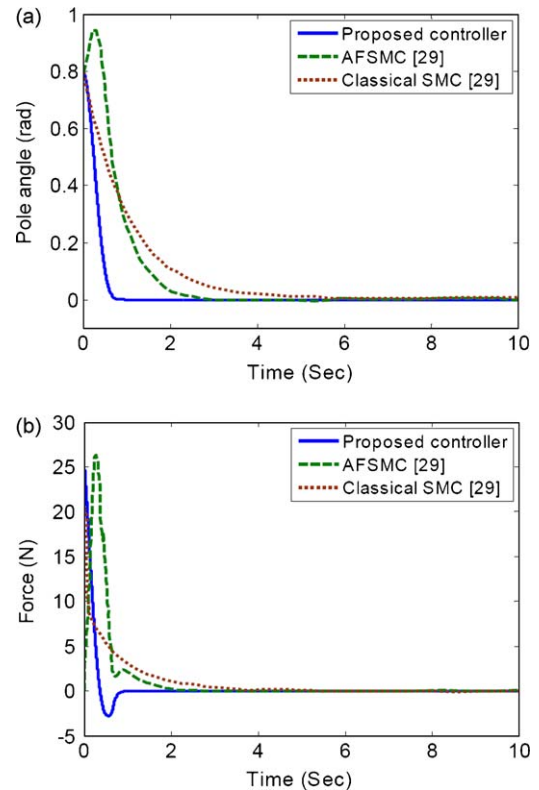 (a)
1
0.8
0.6
0.4
0.2
0
Pole angle (rad)
Proposed controller
AFSMC [29]
Classical SMC [29]
0 2 4 6 8 10
Time (Sec)
(b)
30
25
20
15
10
5
0
-5
Force (N)
Proposed controller
AFSMC [29]
Classical SMC [29]
0 2 4 6 8 10
Time (Sec)